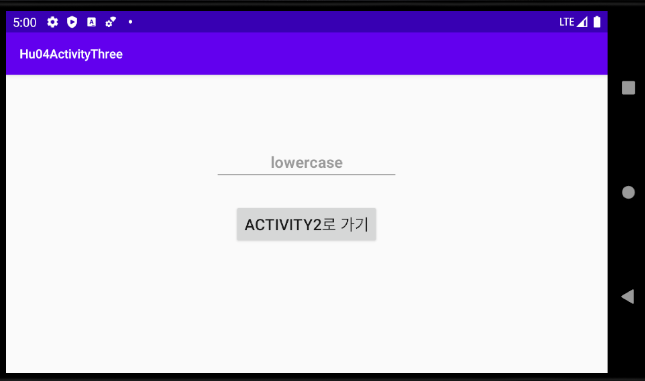 5:00 LTE
Hu04ActivityThree
lowercase
ACTIVITY2로 가기